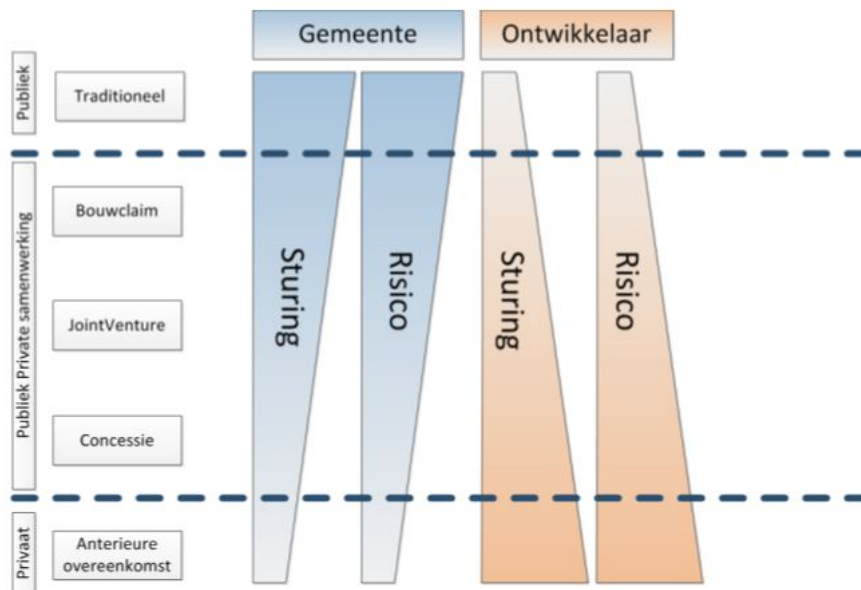 Gemeente
Ontwikkelaar
Publiek
Traditioneel
Publiek Private samenwerking
Bouwclaim
JointVenture
Concessie
Privaat
Anterieure
overeenkomst
Sturing
Risico
Sturing
Risico